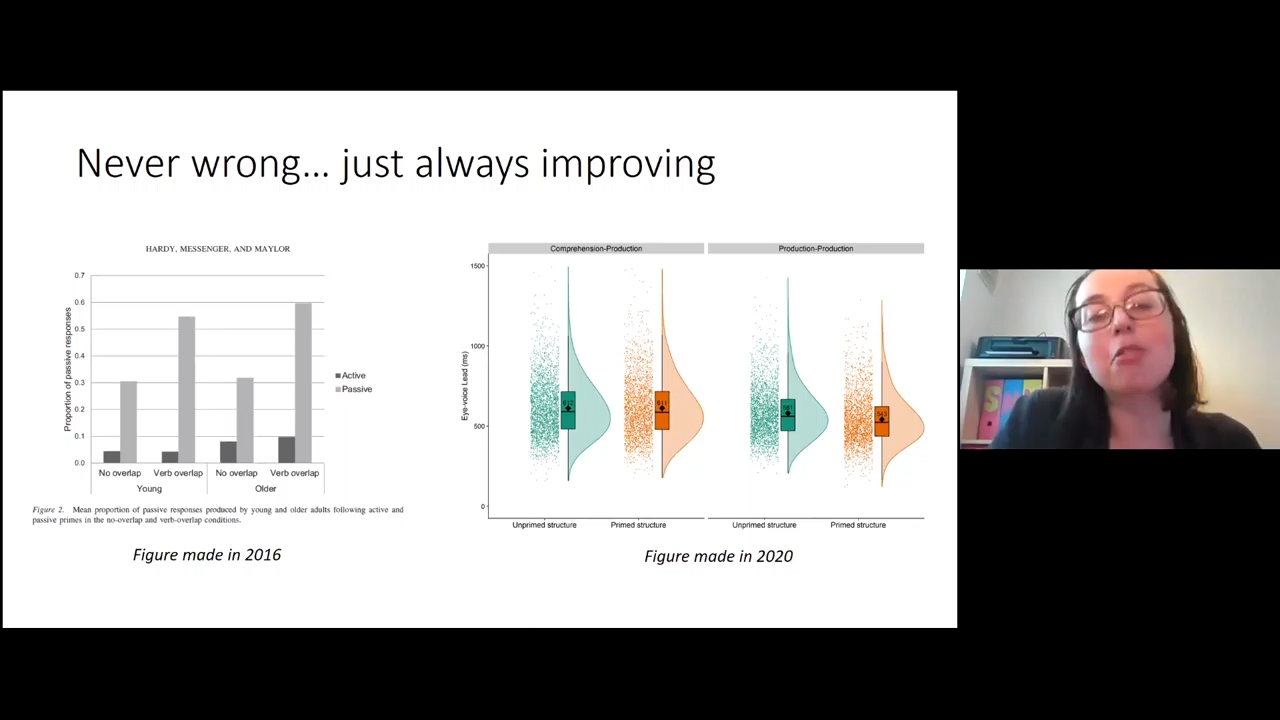 Never wrong... just always improving
HARDY, MESSENGER, AND MAYLOR
Proportion of passive responses
0.7
0.6
0.5
0.4
0.3
0.2
0.1
0.0
No overlap
Verb overlap
No overlap
Verb overlap
Young
Older
Active
Passive
Figure 2. Mean proportion of passive responses produced by young and older adults following active and
passive primes in the no-overlap and verb-overlap conditions.
Figure made in 2016
Comprehension-Production
Production-Production
Eye-voice Lead (ms)
1500
1000
500
0
612
611
Unprimed structure
Primed structure
Unprimed structure
Primed structure
Figure made in 2020